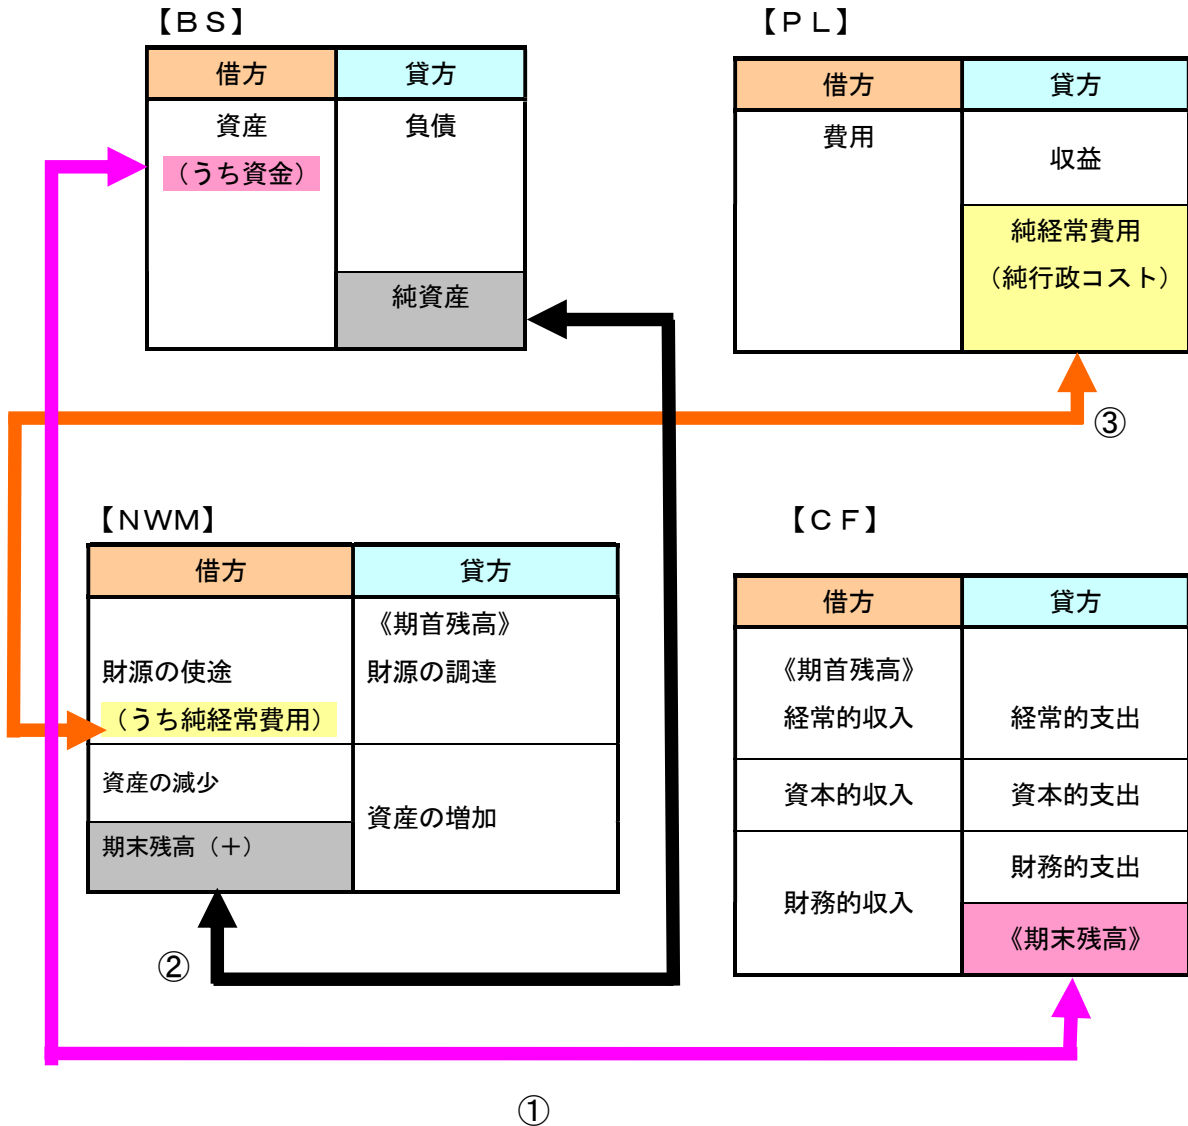 【ＢＳ】
借方 貸方
資産 負債
（うち資金）
純資産
【ＰＬ】
借方 貸方
費用 収益
純経常費用
（純行政コスト）
③
【ＮＷＭ】
借方 貸方
《期首残高》
財源の使途 財源の調達
（うち純経常費用）
資産の減少
資産の増加
期末残高（＋）
②
【ＣＦ】
借方 貸方
《期首残高》
経常的収入 経常的支出
資本的収入 資本的支出
財務的支出
財務的収入
《期末残高》
①